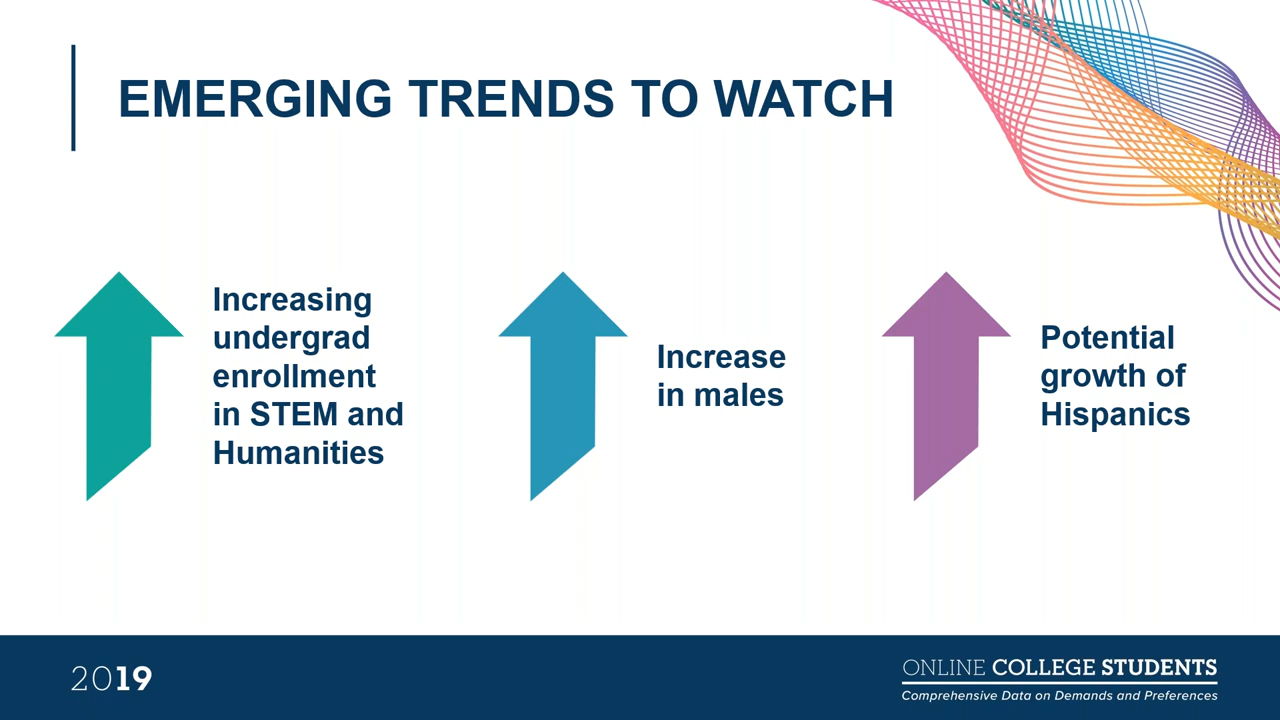 EMERGING TRENDS TO WATCH
Increasing
undergrad
enrollment
in STEM and
Humanities
Increase
in males
Potential
growth of
Hispanics
2019
ONLINE COLLEGE STUDENTS
Comprehensive Data on Demands and Preferences